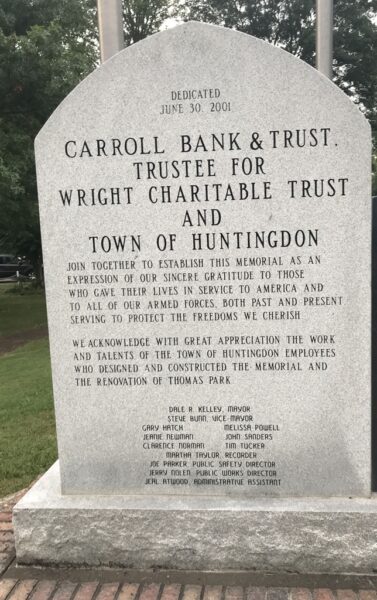 DEDICATED
JUNE 30, 2001
CARROLL BANK & TRUST,
TRUSTEE FOR
WRIGHT CHARITABLE TRUST
AND
TOWN OF HUNTINGDON
JOIN TOGETHER TO ESTABLISH THIS MEMORIAL AS AN
EXPRESSION OF OUR SINCERE GRATITUDE TO THOSE
WHO GAVE THEIR LIVES IN SERVICE TO AMERICA AND
TO ALL OF OUR ARMED FORCES, BOTH PAST AND PRESENT
SERVING TO PROTECT THE FREEDOMS WE CHERISH
WE ACKNOWLEDGE WITH GREAT APPRECIATION THE WORK
AND TALENTS OF THE TOWN OF HUNTINGDON EMPLOYEES
WHO DESIGNED AND CONSTRUCTED THE MEMORIAL AND
THE RENOVATION OF THOMAS PARK
DALE R. KELLEY, MAYOR
STEVE BUNN, VICE-MAYOR
GARY HATCH MELISSA POWELL
JEANIE NEWMAN JOHN SANDERS
CLARENCE NORMAN TIM TUCKER
MARTHA TAYLOR, RECORDER
JOE PARKER, PUBLIC SAFETY DIRECTOR
JERRY NOLEN, PUBLIC WORKS DIRECTOR
JEAL ATWOOD, ADMINISTRATIVE ASSISTANT